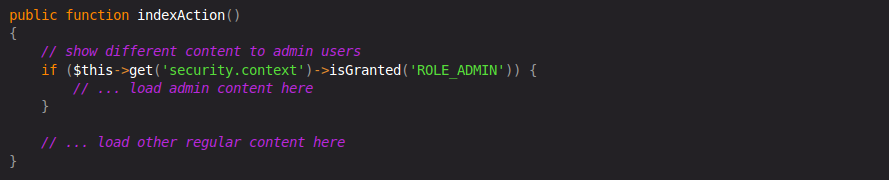 public function indexAction()
{
    // show different content to admin users
    if ($this->get('security.context')->isGranted('ROLE_ADMIN')) {
        // ... load admin content here
    }

    // ... load other regular content here
}